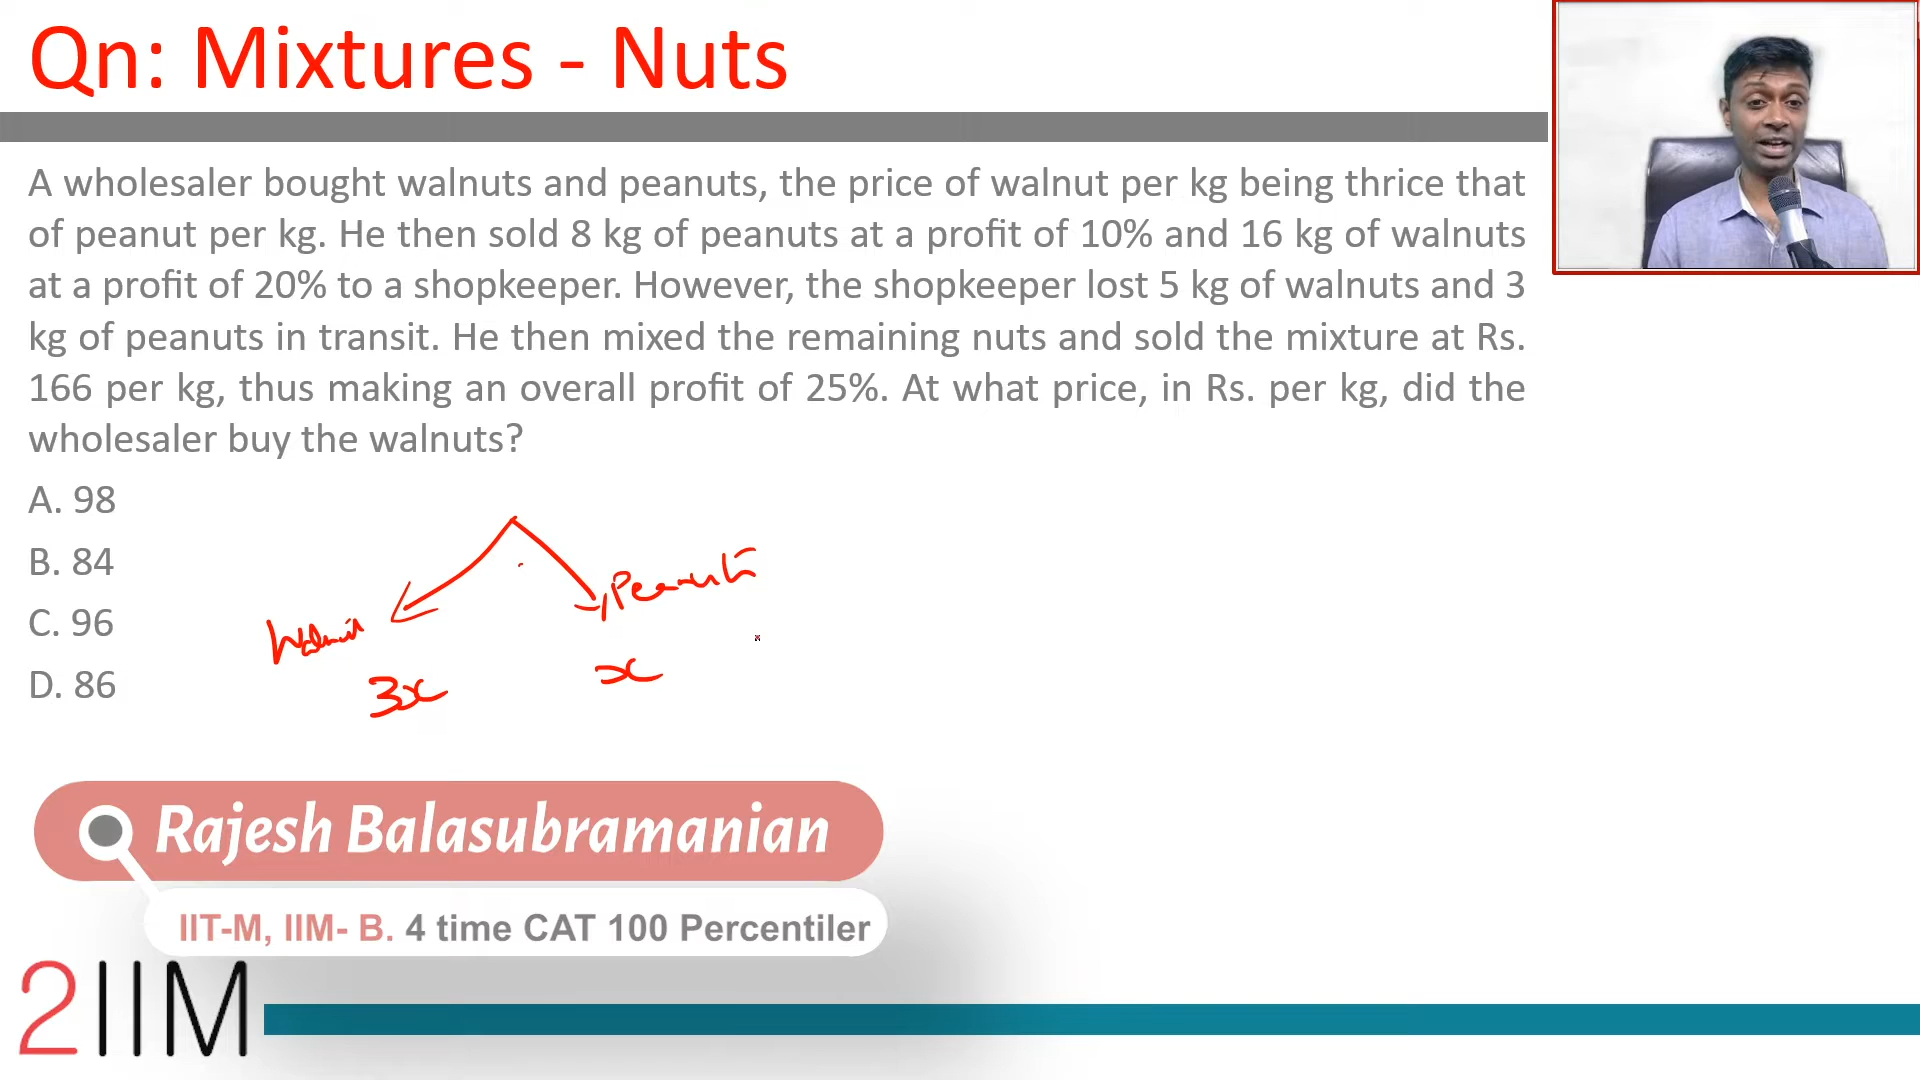 Qn: Mixtures - Nuts
A wholesaler bought walnuts and peanuts, the price of walnut per kg being thrice that
of peanut per kg. He then sold 8 kg of peanuts at a profit of 10% and 16 kg of walnuts
at a profit of 20% to a shopkeeper. However, the shopkeeper lost 5 kg of walnuts and 3
kg of peanuts in transit. He then mixed the remaining nuts and sold the mixture at Rs.
166 per kg, thus making an overall profit of 25%. At what price, in Rs. per kg, did the
wholesaler buy the walnuts?
A. 98
B. 84
C. 96
D. 86
Walnut
Peanuts
3x
x
Rajesh Balasubramanian
IIT-M, IIM- B. 4 time CAT 100 Percentiler
2IIM